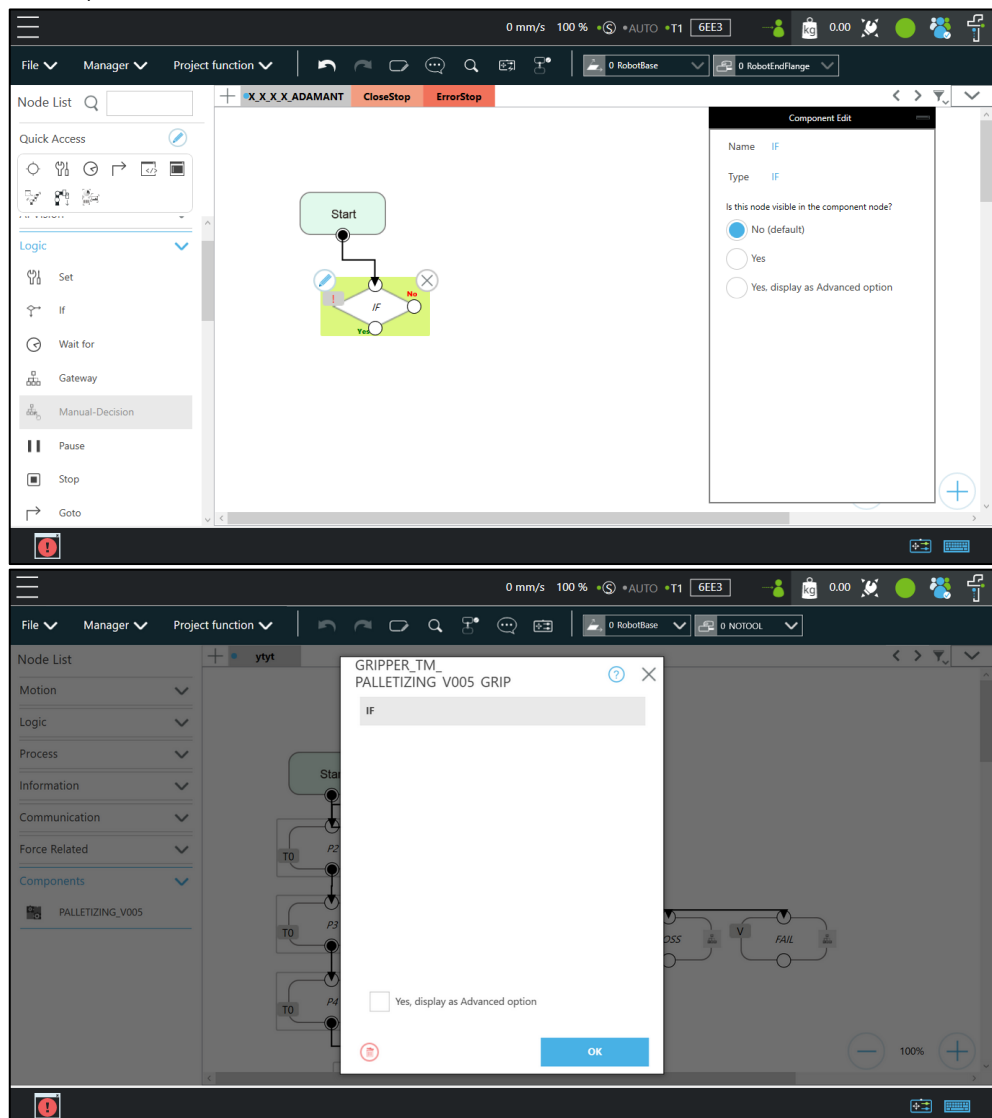 0 mm/s 100 % S AUTO T1 6EE3 kg 0.00
File Manager Project function 0 RobotBase 0 RobotEndFlange
Node List
X_X_X_X_ADAMANT CloseStop ErrorStop
Component Edit
Quick Access
Name IF
Type IF
Is this node visible in the component node?
No (default)
Yes
Yes, display as Advanced option
Start
IF
No
Yes
Logic
Set
If
Wait for
Gateway
Manual-Decision
Pause
Stop
Goto
0 mm/s 100 % S AUTO T1 6EE3 kg 0.00
File Manager Project function 0 RobotBase 0 NOTOOL
Node List
ytyt
Motion
Logic
Process
Information
Communication
Force Related
Components
PALLETIZING_V005
Star
T0 P2
T0 P3
T0 P4
GRIPPER_TM_
PALLETIZING_V005_GRIP
?
IF
Yes, display as Advanced option
OK
OSS V FAIL
100%